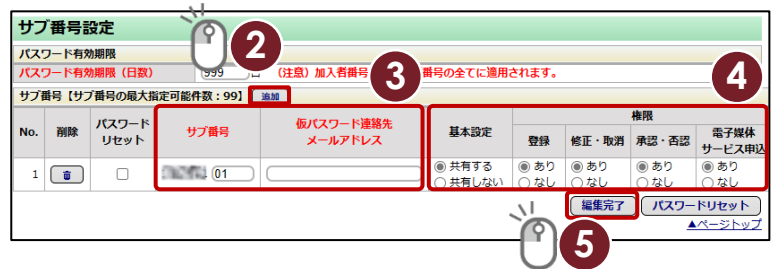 サブ番号設定
2
パスワード有効期限
パスワード有効期限（日数） 999 日 （注意）加入者番号 番号の全てに適用されます。
3
4
サブ番号【サブ番号の最大指定可能件数：99】 追加
No. 削除 パスワードリセット サブ番号 仮パスワード連絡先メールアドレス 基本設定 権限
登録 修正・取消 承認・否認 電子媒体サービス申込
1 01 共有する あり あり あり あり
共有しない なし なし なし なし
編集完了 パスワードリセット
▲ページトップ
5